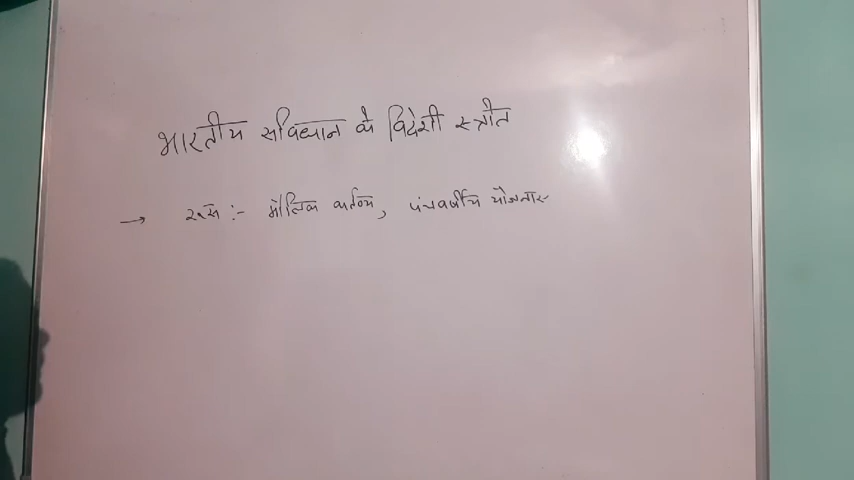 भारतीय संविधान के विदेशी स्त्रौत
→ रूस :- मौलिक कर्तव्य, पंचवर्षीय योजनाएं